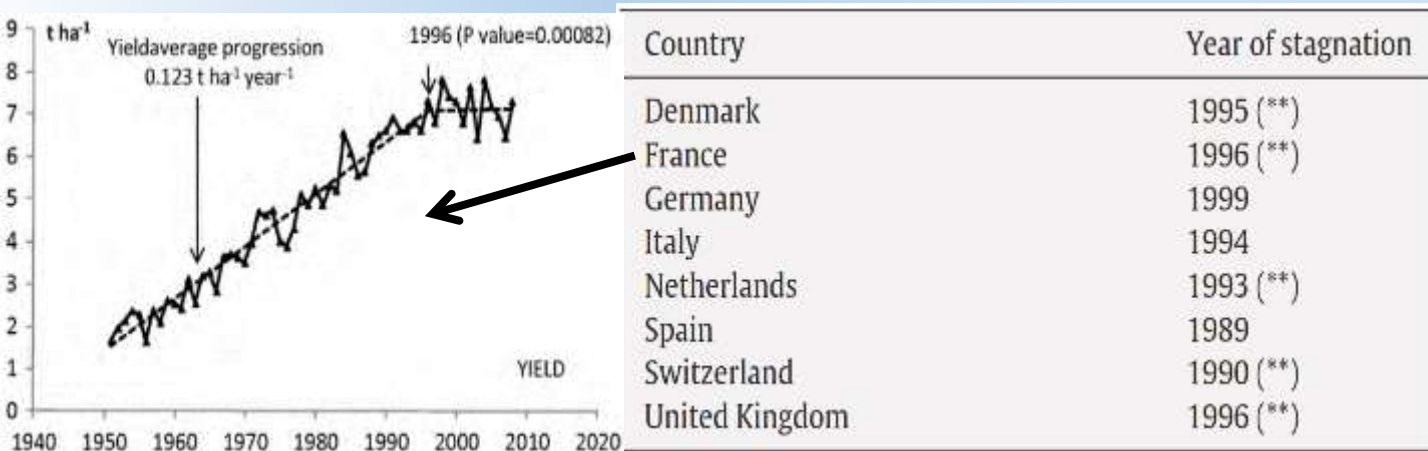 9
t ha⁻¹
Yieldaverage progression
0.123 t ha⁻¹ year⁻¹
1996 (P value=0.00082)
8
7
6
5
4
3
2
1
0
YIELD
1940 1950 1960 1970 1980 1990 2000 2010 2020
Country Year of stagnation
Denmark 1995 (**)
France 1996 (**)
Germany 1999
Italy 1994
Netherlands 1993 (**)
Spain 1989
Switzerland 1990 (**)
United Kingdom 1996 (**)